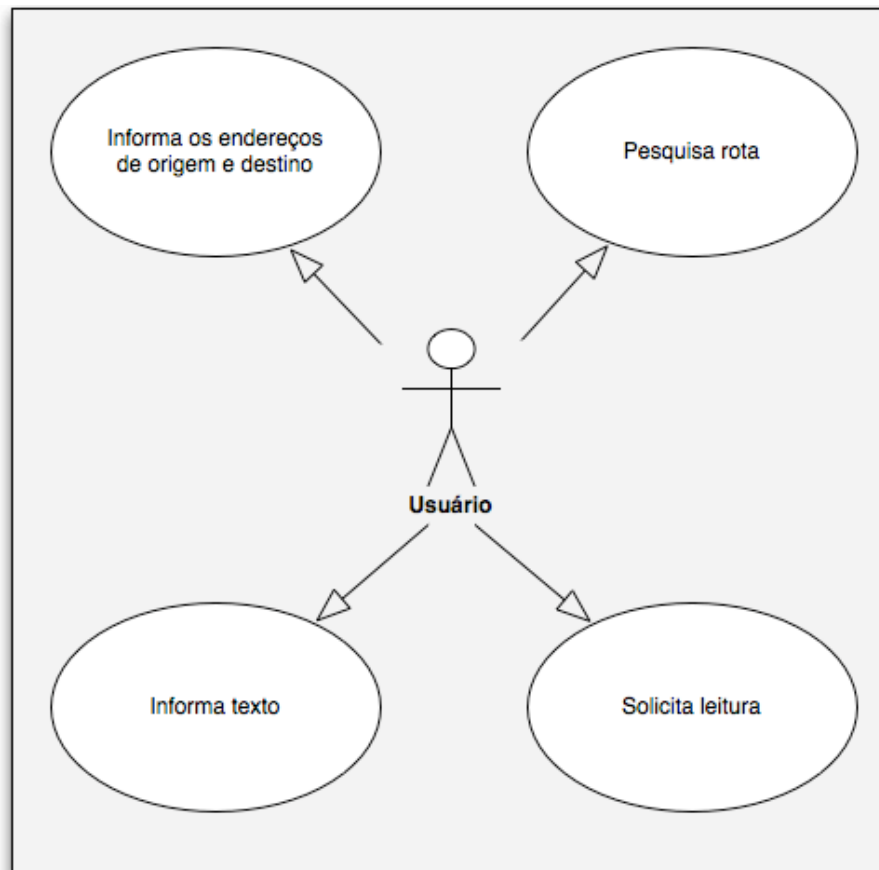 Informa os endereços
de origem e destino
Pesquisa rota
Usuário
Informa texto
Solicita leitura